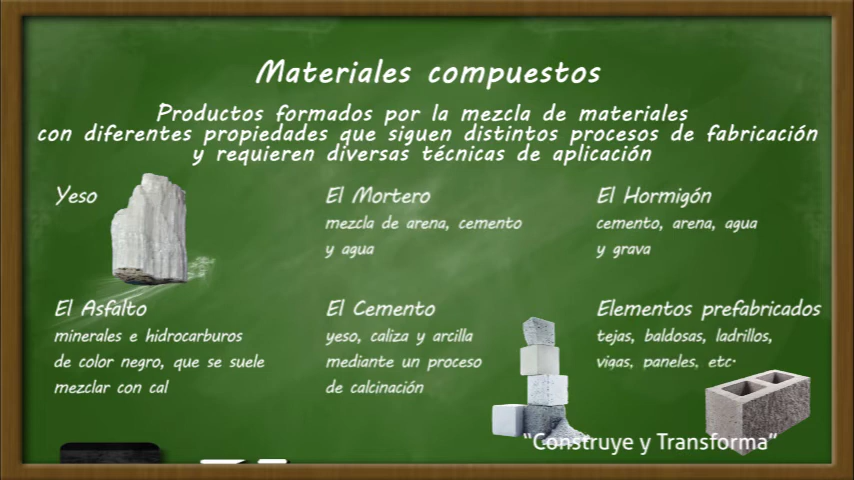 Materiales compuestos
Productos formados por la mezcla de materiales
con diferentes propiedades que siguen distintos procesos de fabricación
y requieren diversas técnicas de aplicación
Yeso
El Mortero
mezcla de arena, cemento
y agua
El Hormigón
cemento, arena, agua
y grava
El Asfalto
minerales e hidrocarburos
de color negro, que se suele
mezclar con cal
El Cemento
yeso, caliza y arcilla
mediante un proceso
de calcinación
Elementos prefabricados
tejas, baldosas, ladrillos,
vigas, paneles, etc.
"Construye y Transforma"